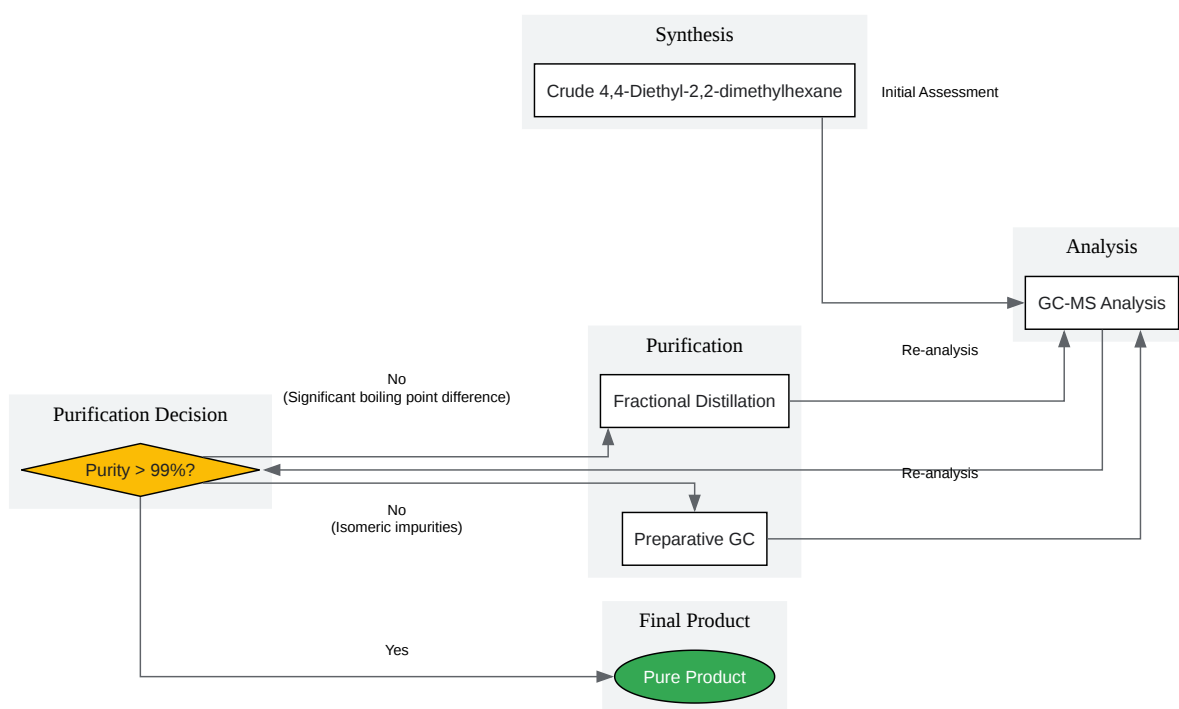 Synthesis
Crude 4,4-Diethyl-2,2-dimethylhexane
Initial Assessment
Analysis
GC-MS Analysis
Purification
Re-analysis
Fractional Distillation
No
(Significant boiling point difference)
Purification Decision
Purity > 99%?
Re-analysis
No
(Isomeric impurities)
Preparative GC
Final Product
Yes
Pure Product